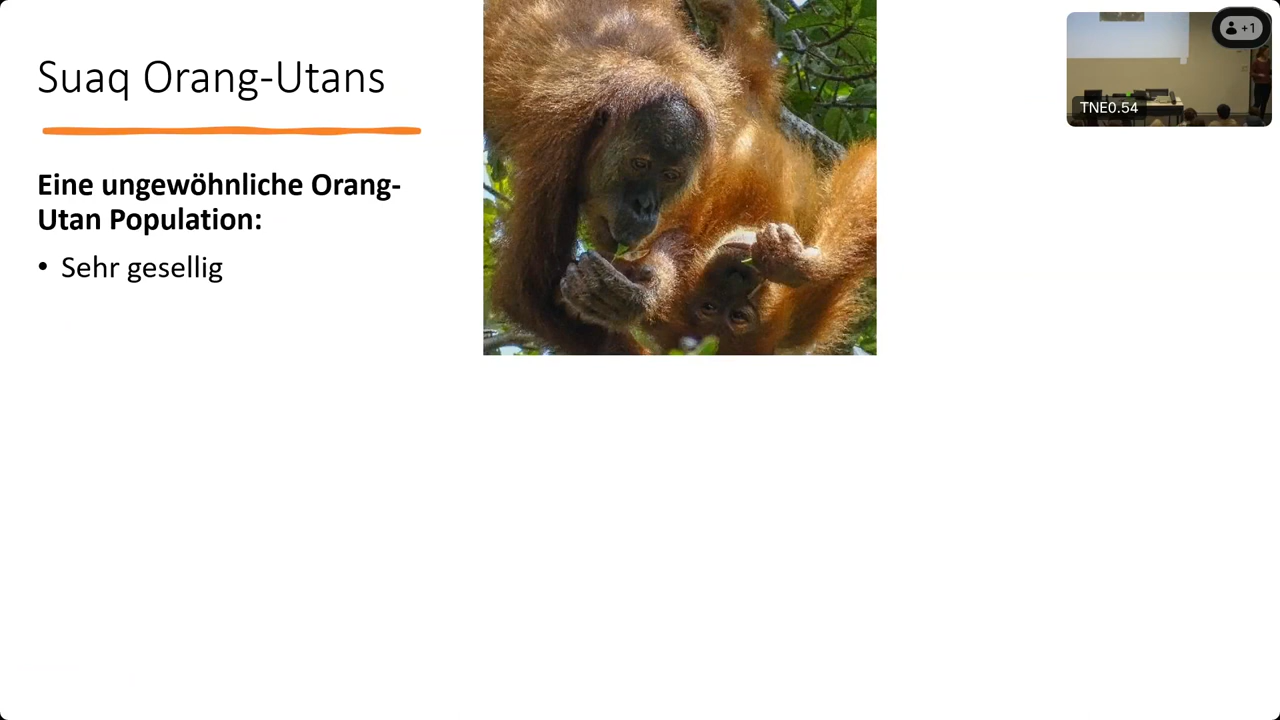 Suaq Orang-Utans
Eine ungewöhnliche Orang-
Utan Population:
• Sehr gesellig
+1
TNE0.54